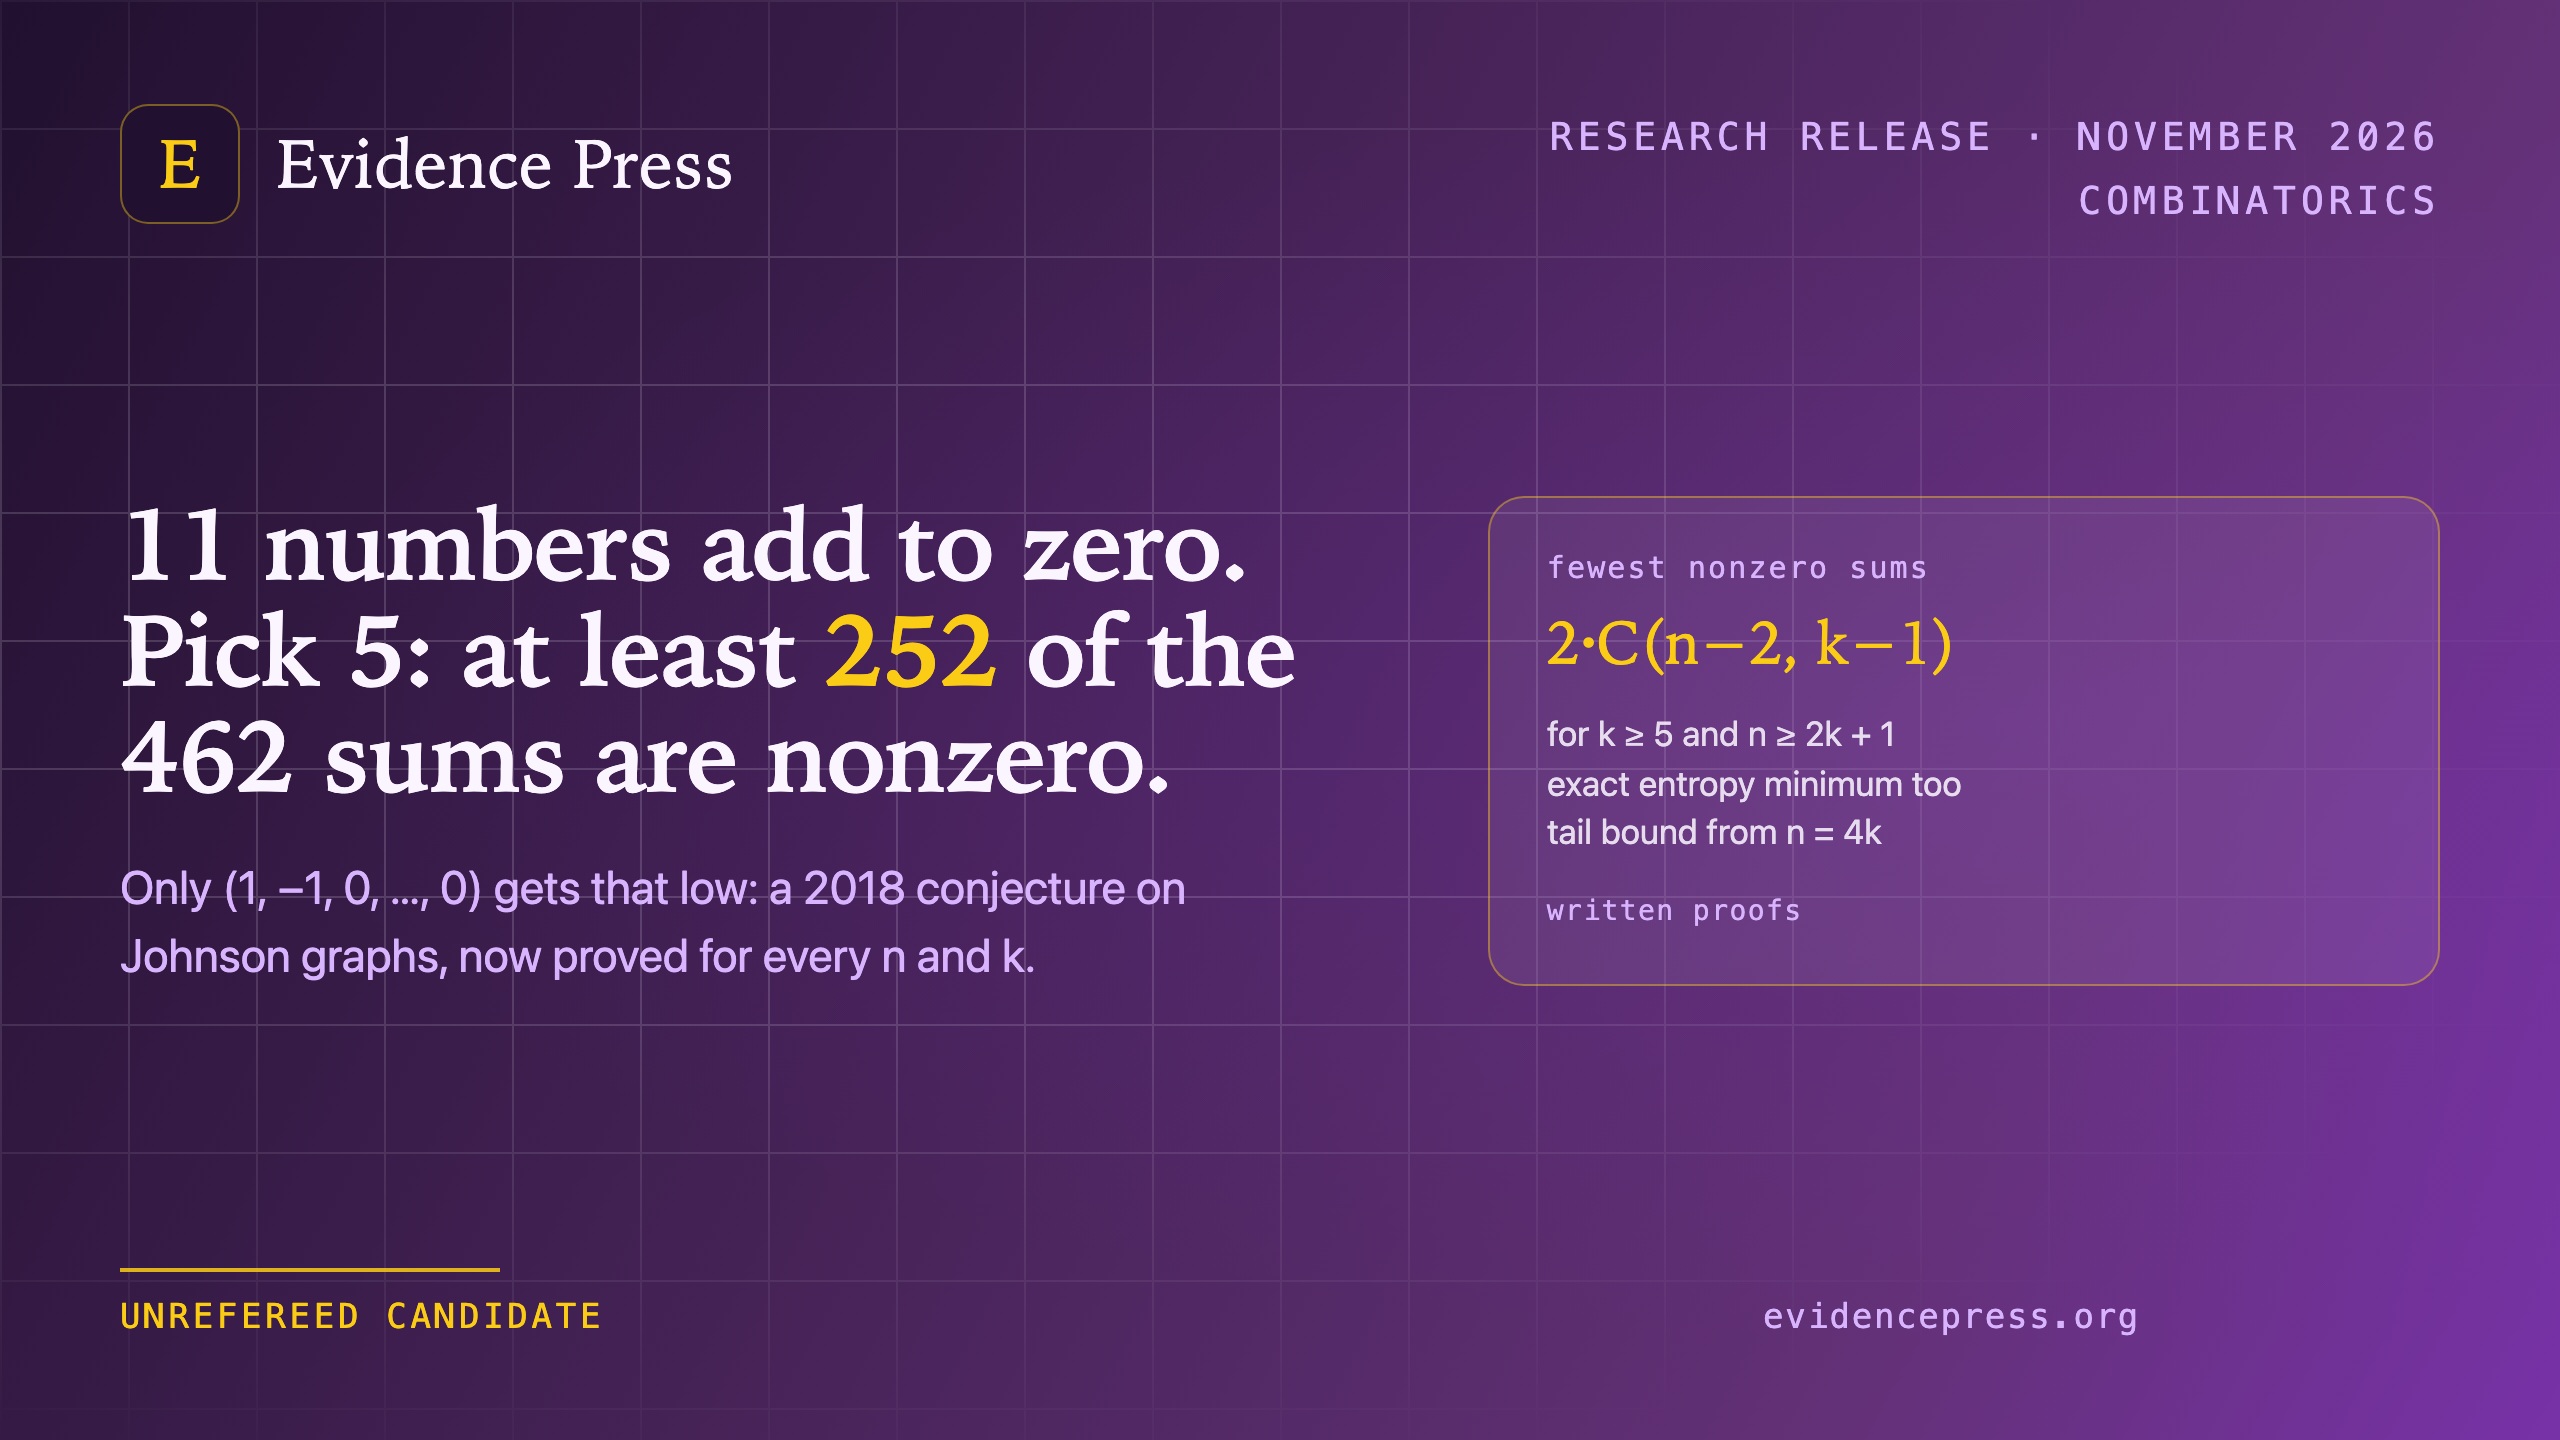 E Evidence Press
RESEARCH RELEASE · NOVEMBER 2026
COMBINATORICS
11 numbers add to zero.
Pick 5: at least 252 of the
462 sums are nonzero.
Only (1, −1, 0, …, 0) gets that low: a 2018 conjecture on
Johnson graphs, now proved for every n and k.
fewest nonzero sums
2·C(n−2, k−1)
for k ≥ 5 and n ≥ 2k + 1
exact entropy minimum too
tail bound from n = 4k
written proofs
UNREFEREED CANDIDATE
evidencepress.org